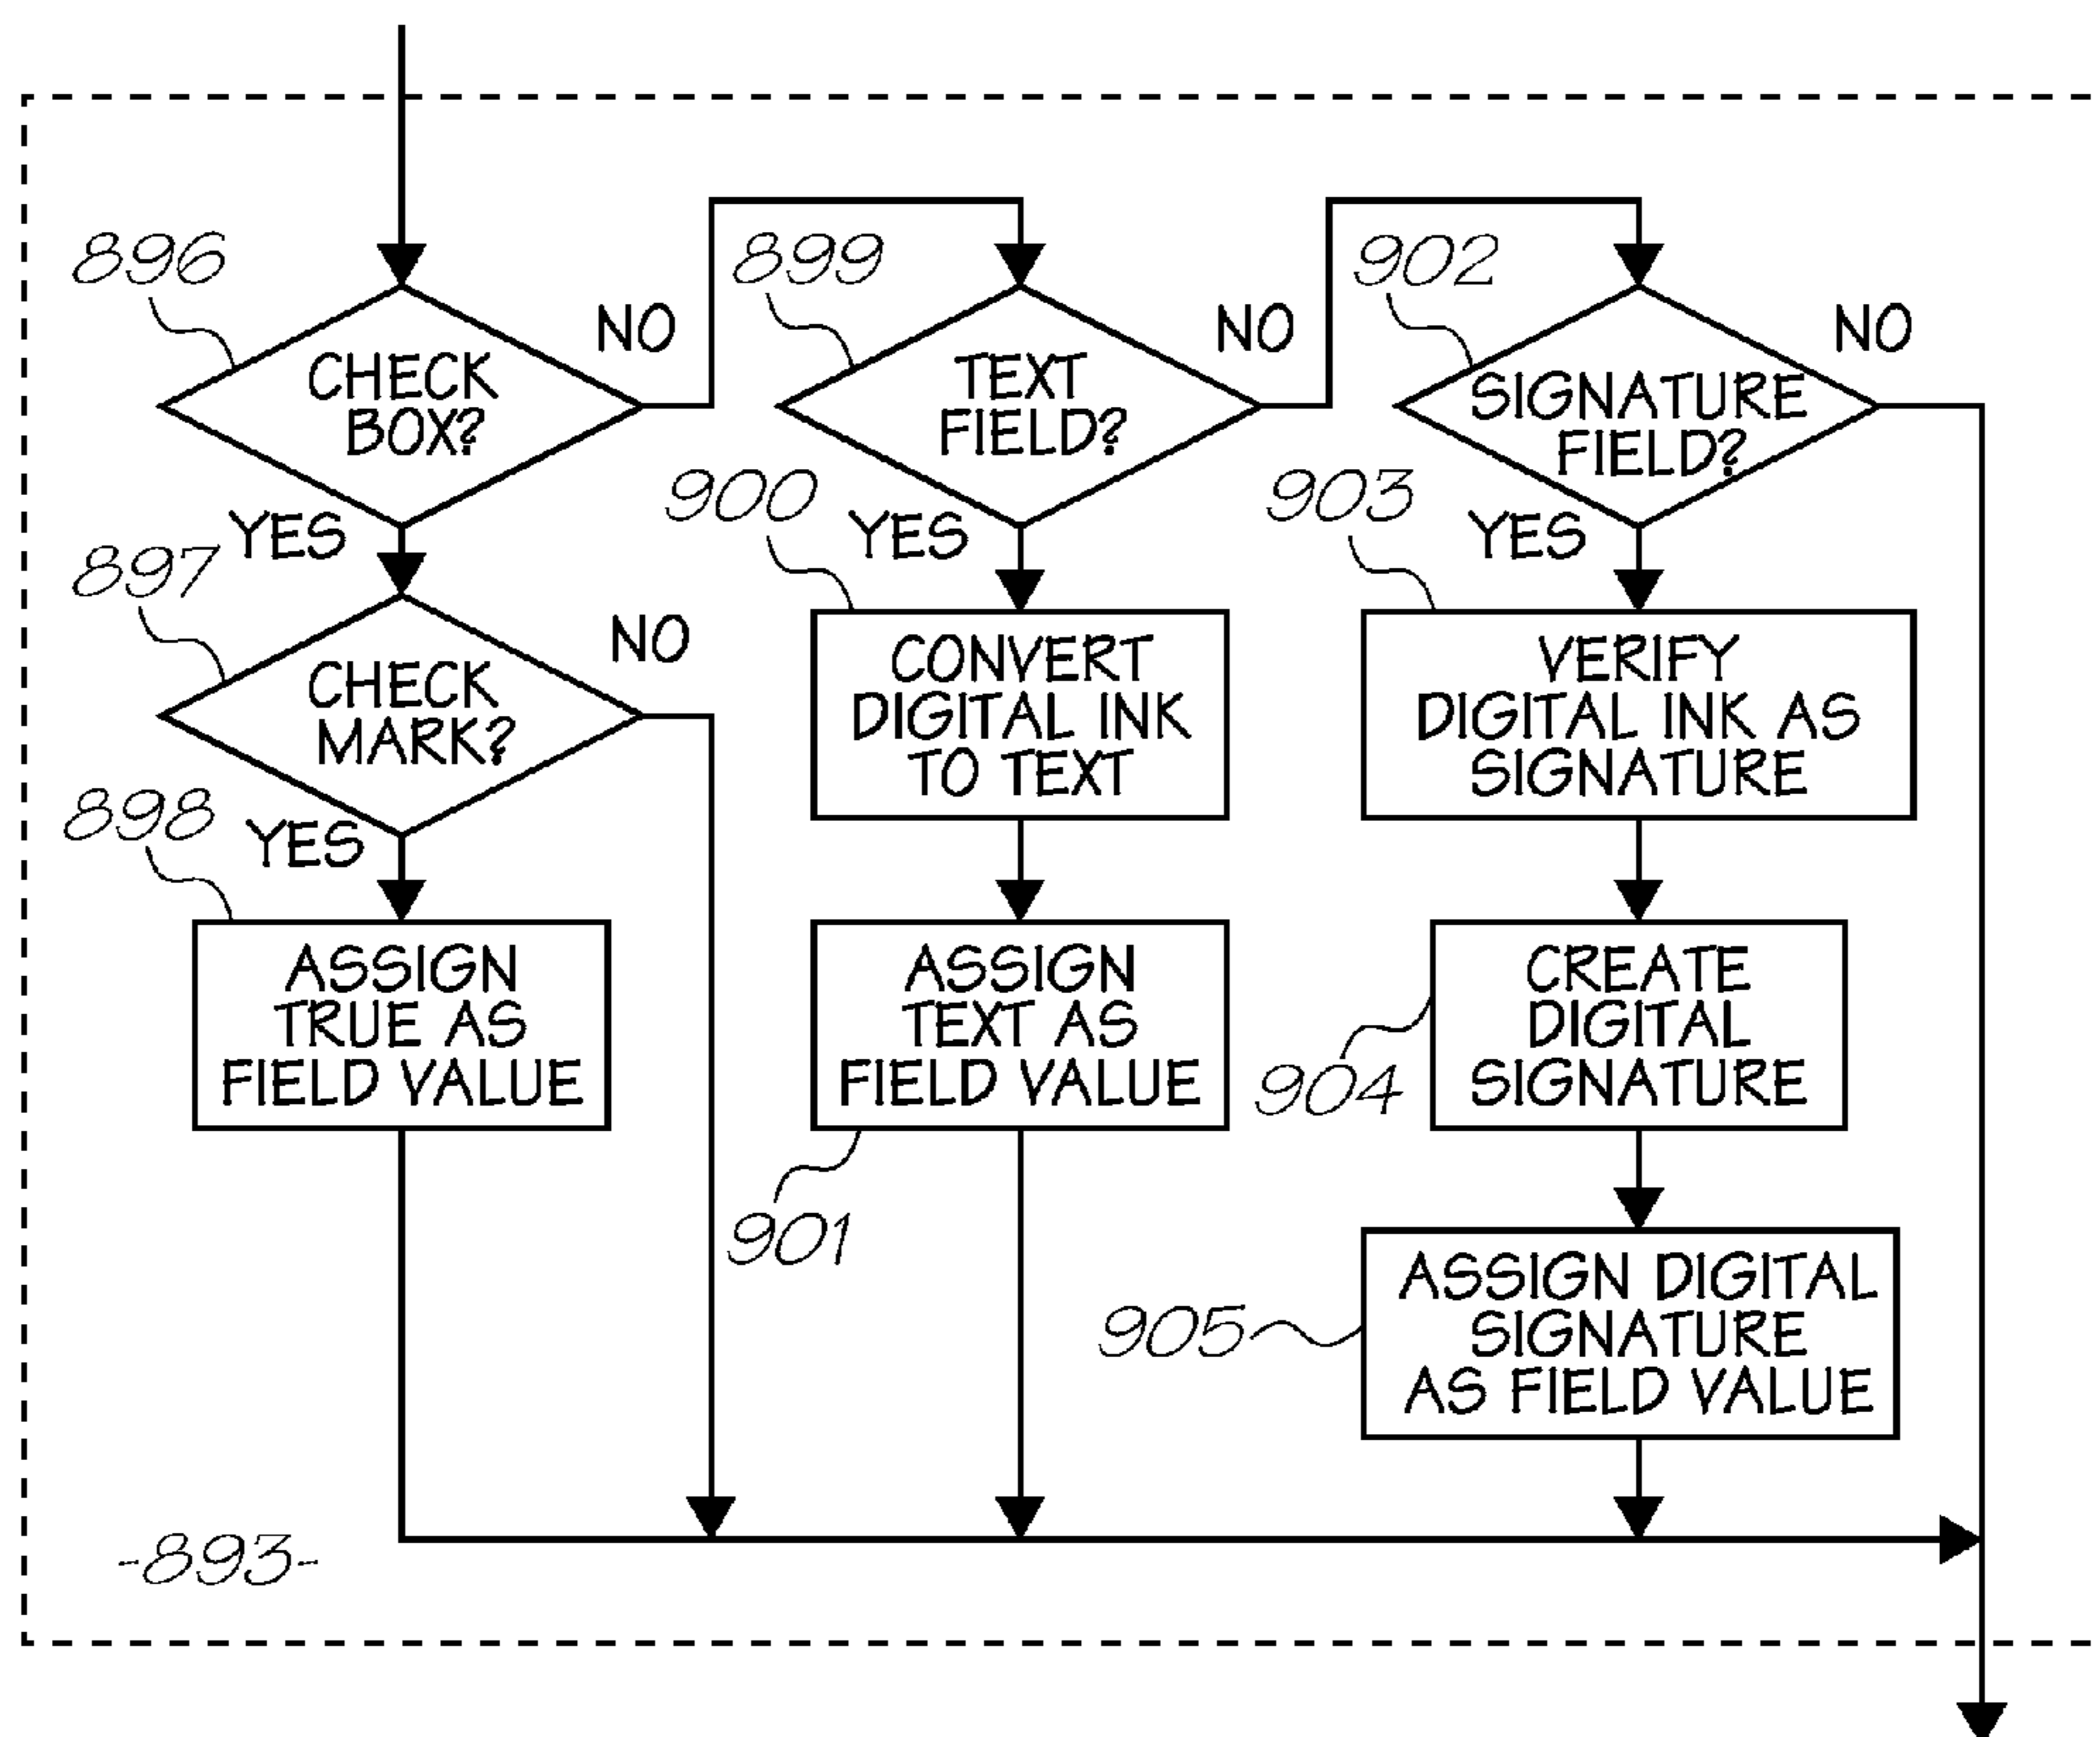 896
CHECK
BOX?
NO
YES
897
CHECK
MARK?
NO
YES
898
ASSIGN
TRUE AS
FIELD VALUE
899
TEXT
FIELD?
NO
YES
900
CONVERT
DIGITAL INK
TO TEXT
ASSIGN
TEXT AS
FIELD VALUE
901
902
SIGNATURE
FIELD?
NO
YES
903
VERIFY
DIGITAL INK AS
SIGNATURE
CREATE
DIGITAL
SIGNATURE
904
ASSIGN DIGITAL
SIGNATURE
AS FIELD VALUE
905
-893-